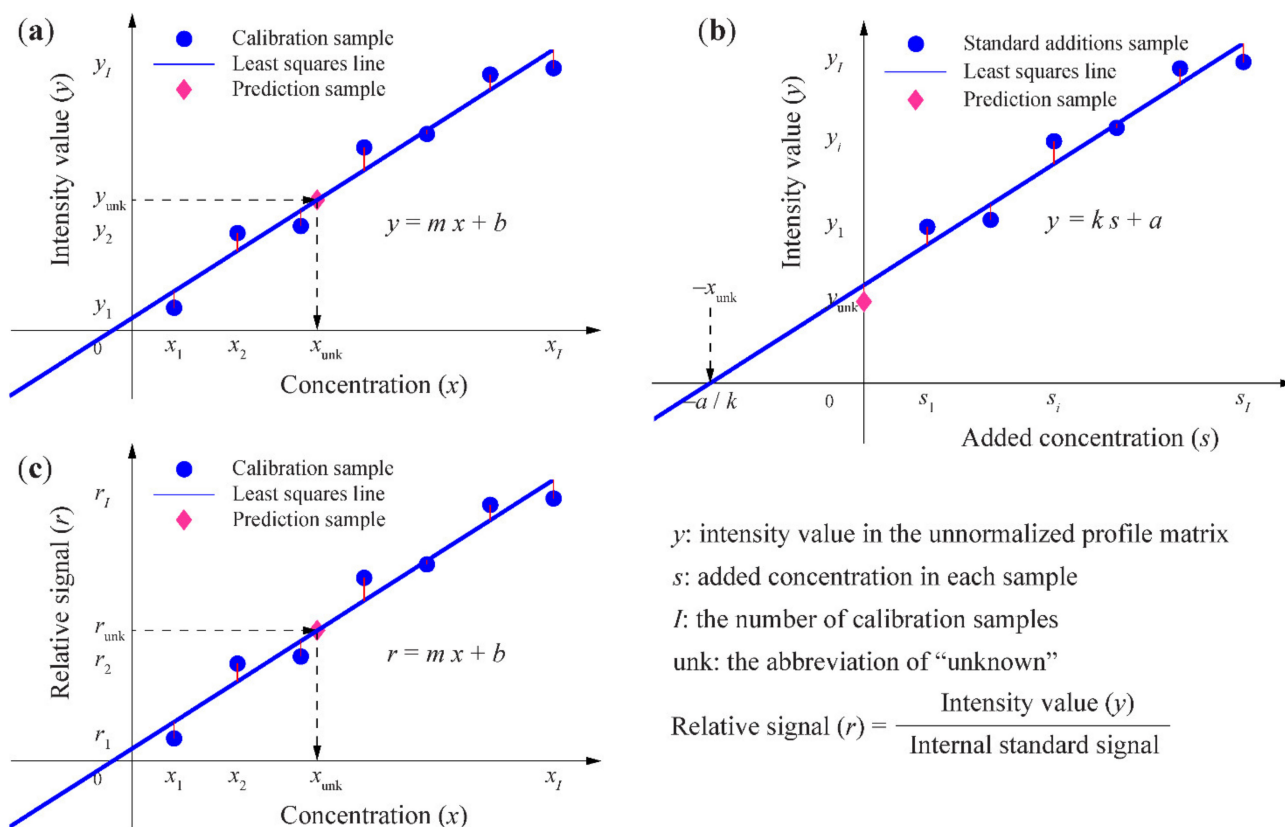 (a)
Calibration sample
Least squares line
Prediction sample
Intensity value (y)
y_I
y_unk
y_2
y_1
y = m x + b
0
x_1
x_2
x_unk
x_I
Concentration (x)
(b)
Standard additions sample
Least squares line
Prediction sample
Intensity value (y)
y_I
y_i
y_1
y_unk
y = k s + a
−x_unk
−a / k
0
s_1
s_i
s_I
Added concentration (s)
(c)
Calibration sample
Least squares line
Prediction sample
Relative signal (r)
r_I
r_unk
r_2
r_1
r = m x + b
0
x_1
x_2
x_unk
x_I
Concentration (x)
y: intensity value in the unnormalized profile matrix
s: added concentration in each sample
I: the number of calibration samples
unk: the abbreviation of “unknown”
Relative signal (r) = Intensity value (y) / Internal standard signal